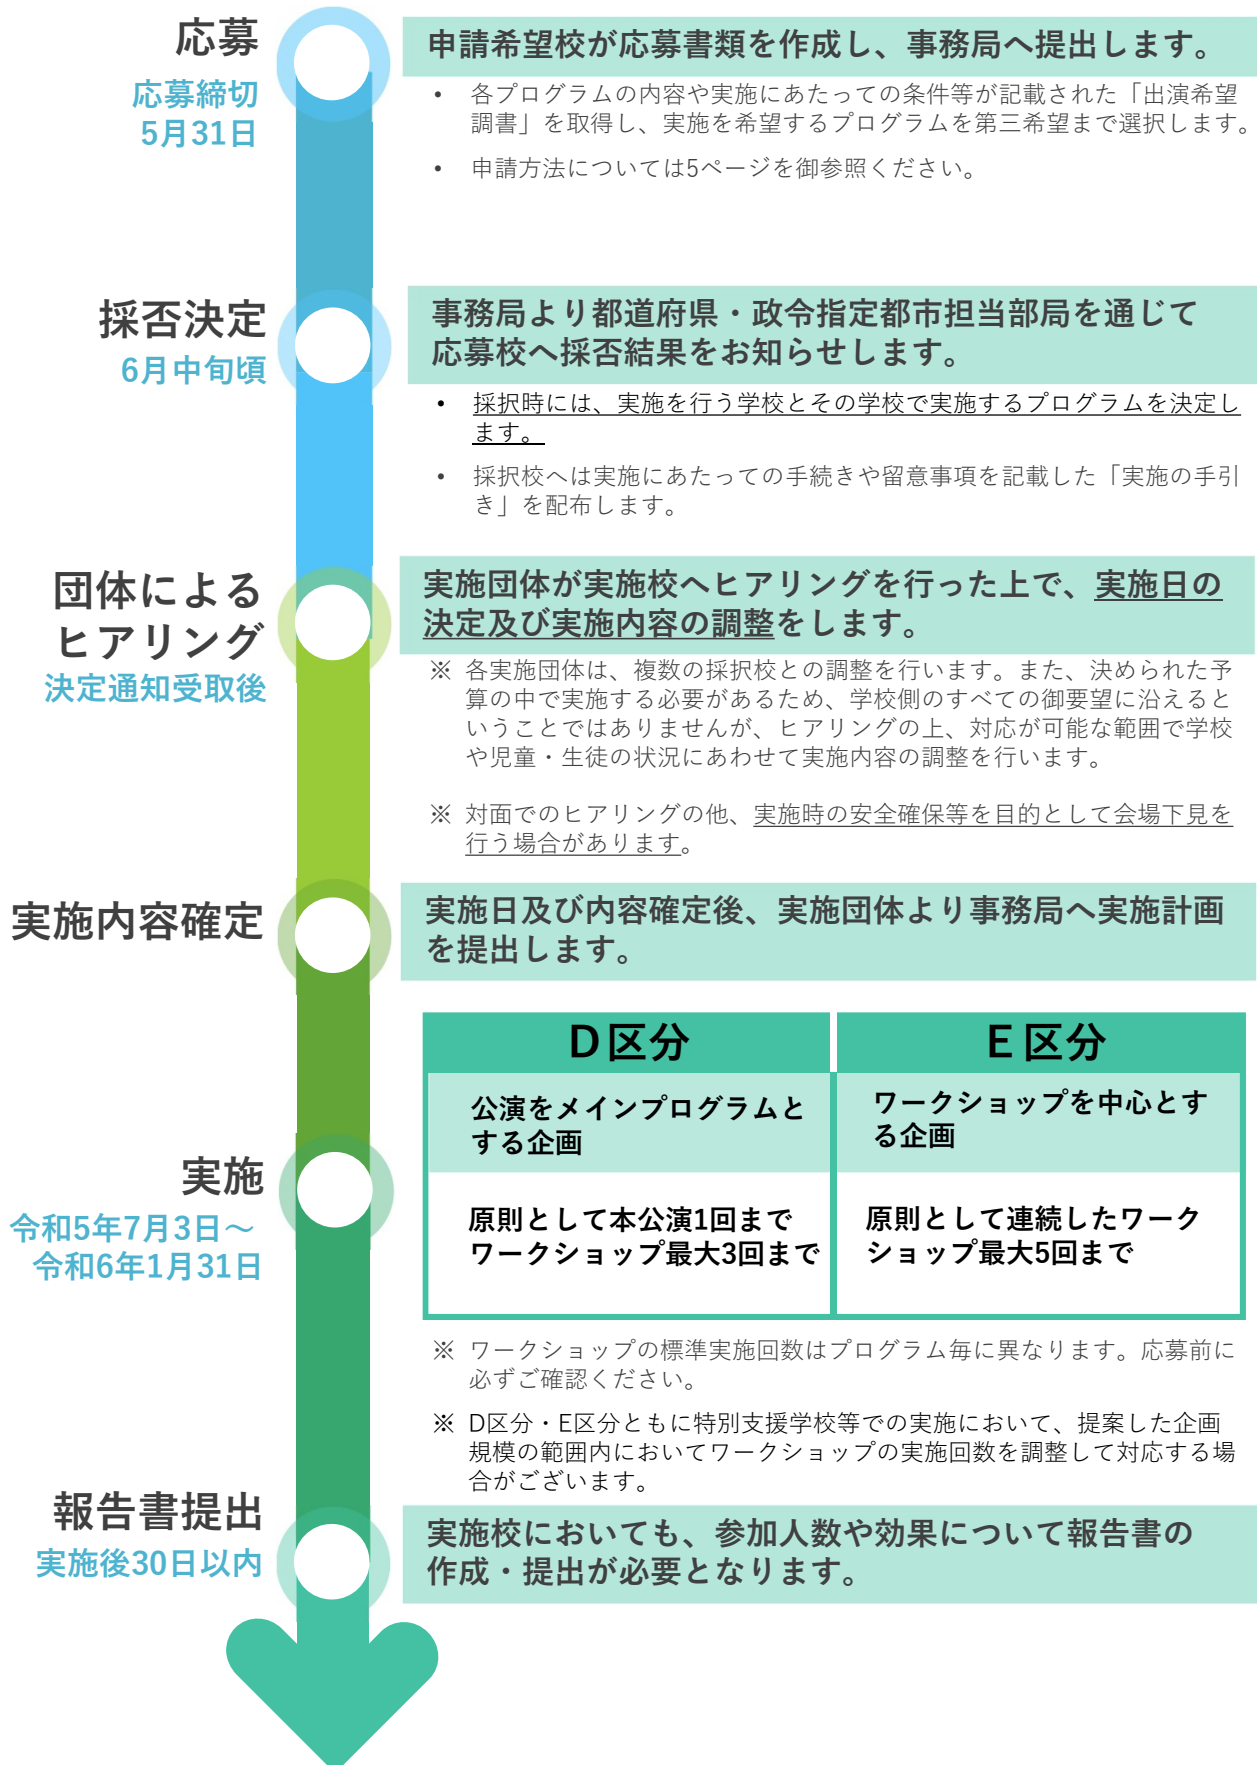 応募
応募締切
5月31日
申請希望校が応募書類を作成し、事務局へ提出します。
• 各プログラムの内容や実施にあたっての条件等が記載された「出演希望
調書」を取得し、実施を希望するプログラムを第三希望まで選択します。
• 申請方法については5ページを御参照ください。
採否決定
6月中旬頃
事務局より都道府県・政令指定都市担当部局を通じて
応募校へ採否結果をお知らせします。
• 採択時には、実施を行う学校とその学校で実施するプログラムを決定し
ます。
• 採択校へは実施にあたっての手続きや留意事項を記載した「実施の手引
き」を配布します。
団体による
ヒアリング
決定通知受取後
実施団体が実施校へヒアリングを行った上で、実施日の
決定及び実施内容の調整をします。
※ 各実施団体は、複数の採択校との調整を行います。また、決められた予
算の中で実施する必要があるため、学校側のすべての御要望に沿えると
いうことではありませんが、ヒアリングの上、対応が可能な範囲で学校
や児童・生徒の状況にあわせて実施内容の調整を行います。
※ 対面でのヒアリングの他、実施時の安全確保等を目的として会場下見を
行う場合があります。
実施内容確定
実施日及び内容確定後、実施団体より事務局へ実施計画
を提出します。
実施
令和5年7月3日～
令和6年1月31日
D区分
E区分
公演をメインプログラムと
する企画
ワークショップを中心とす
る企画
原則として本公演1回まで
ワークショップ最大3回まで
原則として連続したワーク
ショップ最大5回まで
※ ワークショップの標準実施回数はプログラム毎に異なります。応募前に
必ずご確認ください。
※ D区分・E区分ともに特別支援学校等での実施において、提案した企画
規模の範囲内においてワークショップの実施回数を調整して対応する場
合がございます。
報告書提出
実施後30日以内
実施校においても、参加人数や効果について報告書の
作成・提出が必要となります。